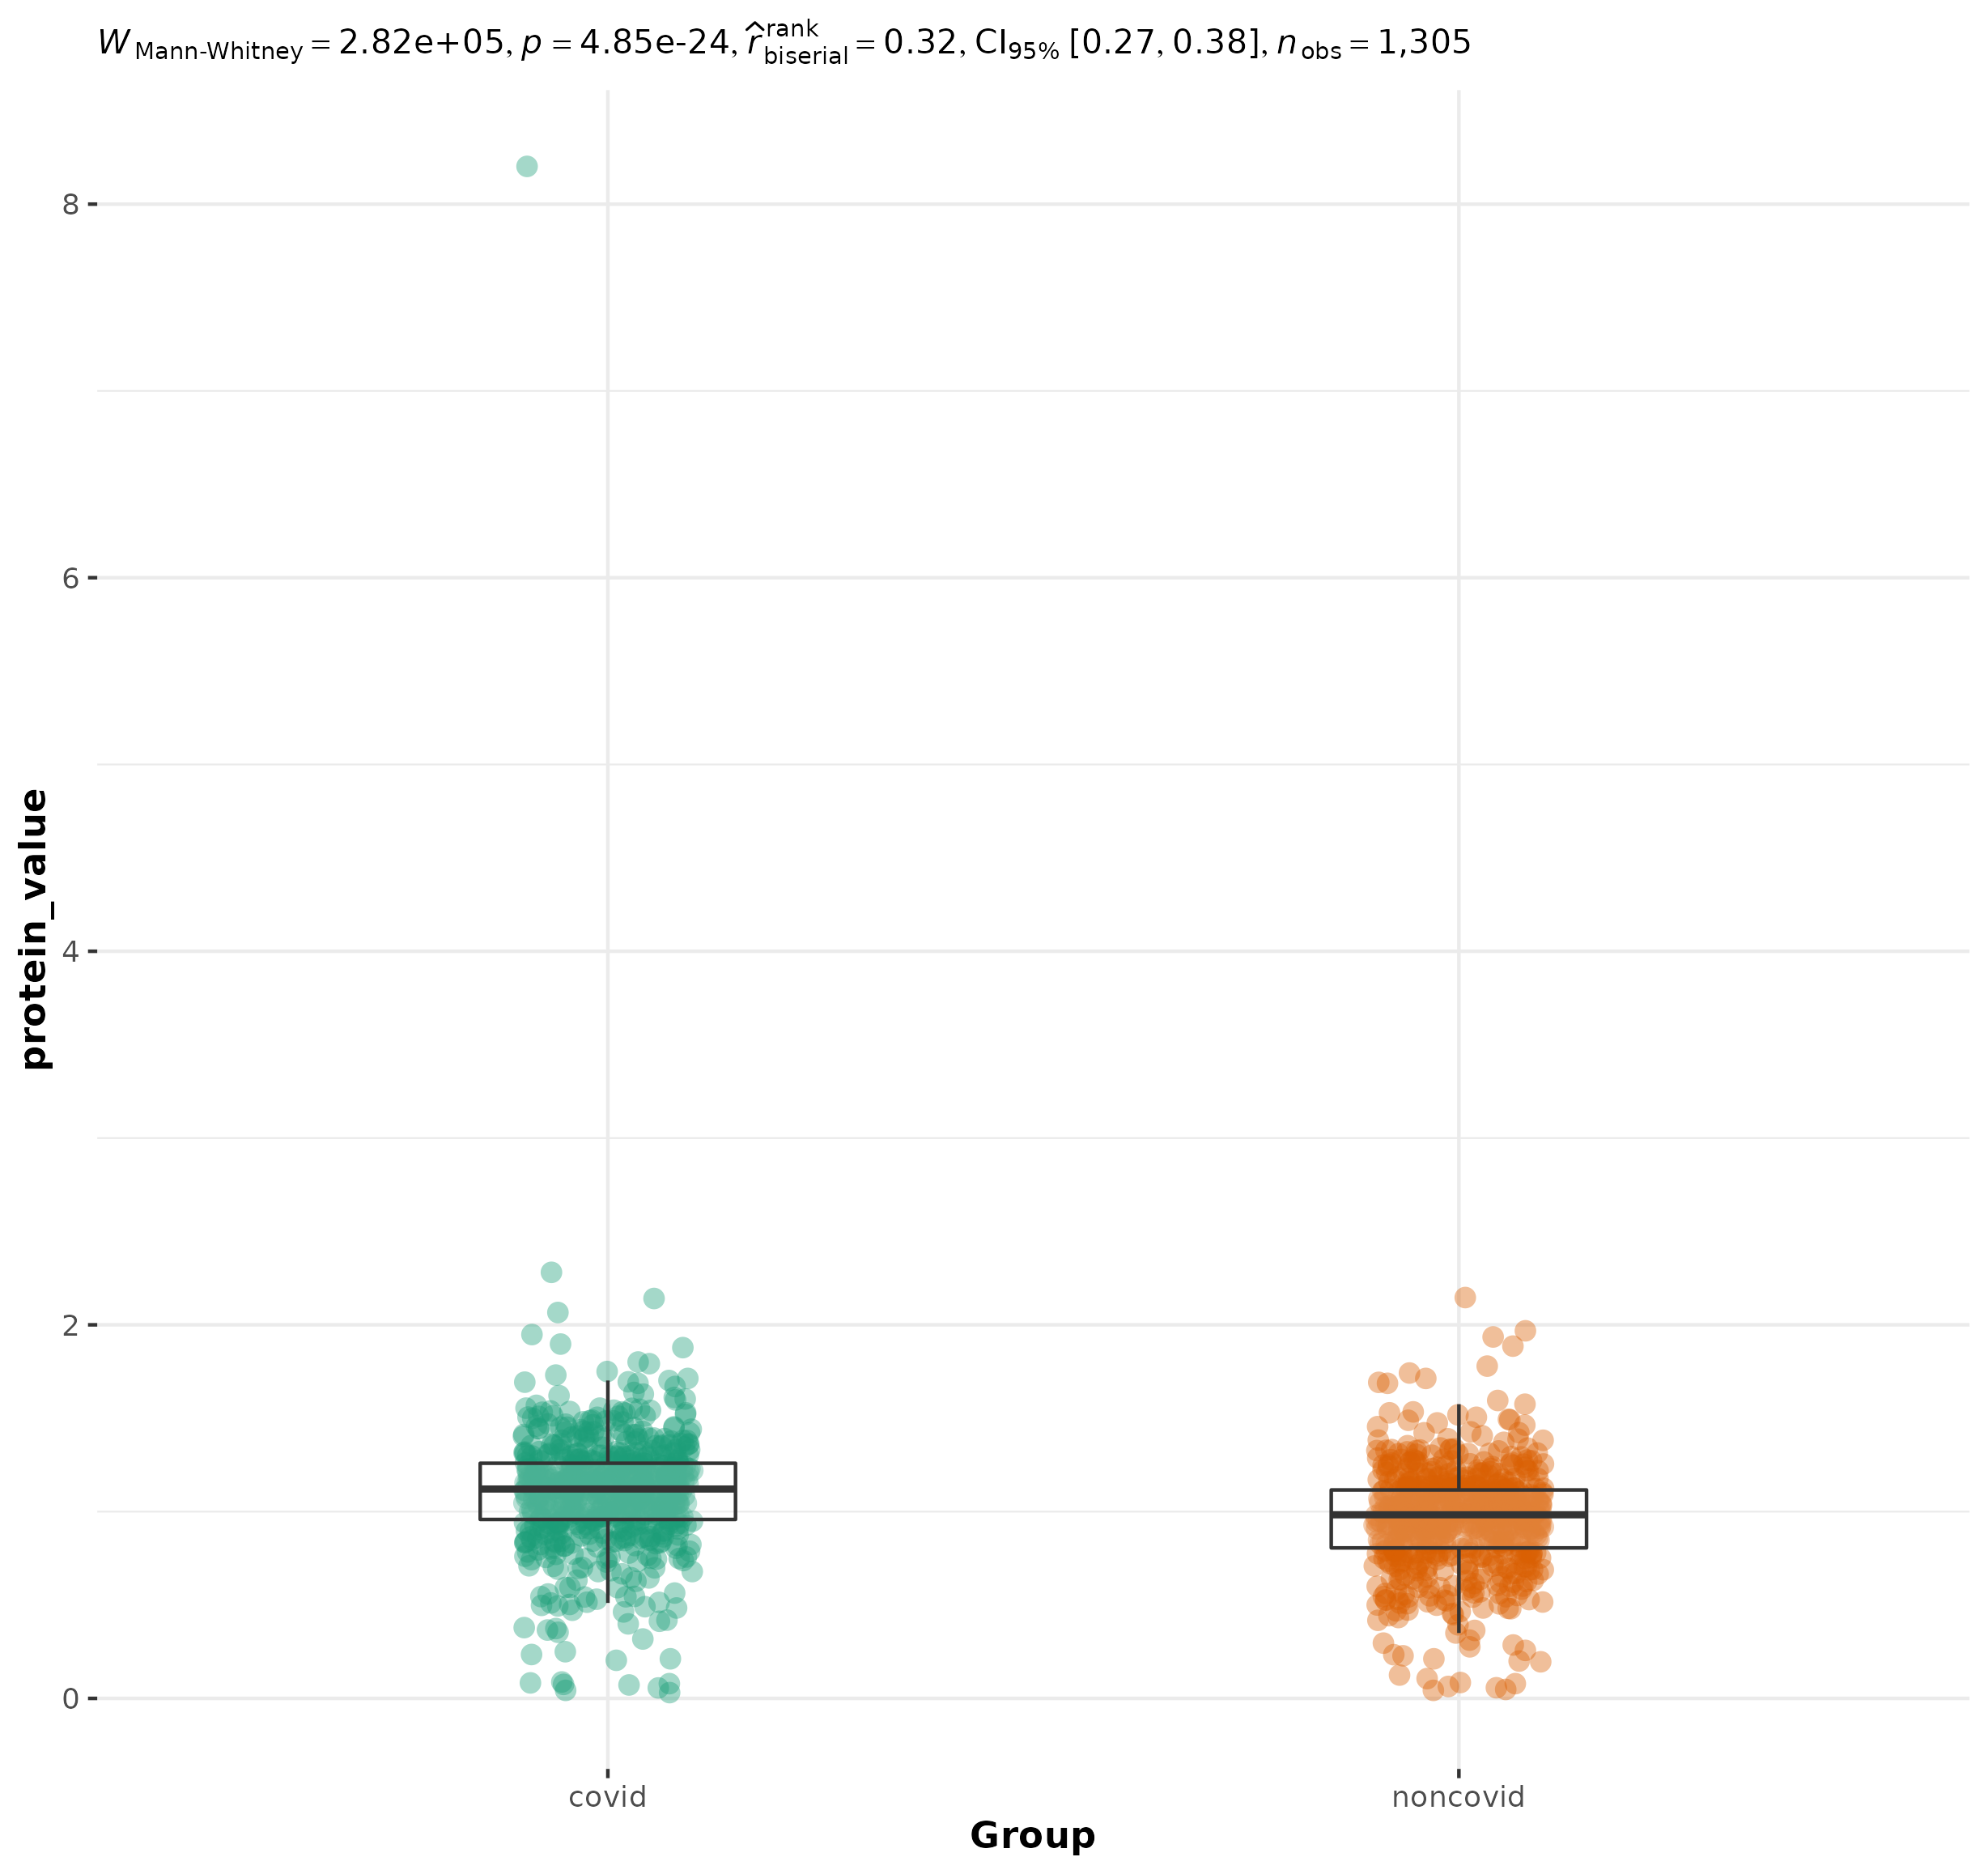 W Mann-Whitney = 2.82e+05, p = 4.85e-24, r̂ rank biserial = 0.32, CI95% [0.27, 0.38], nobs = 1,305
8
6
4
2
0
protein_value
covid noncovid
Group